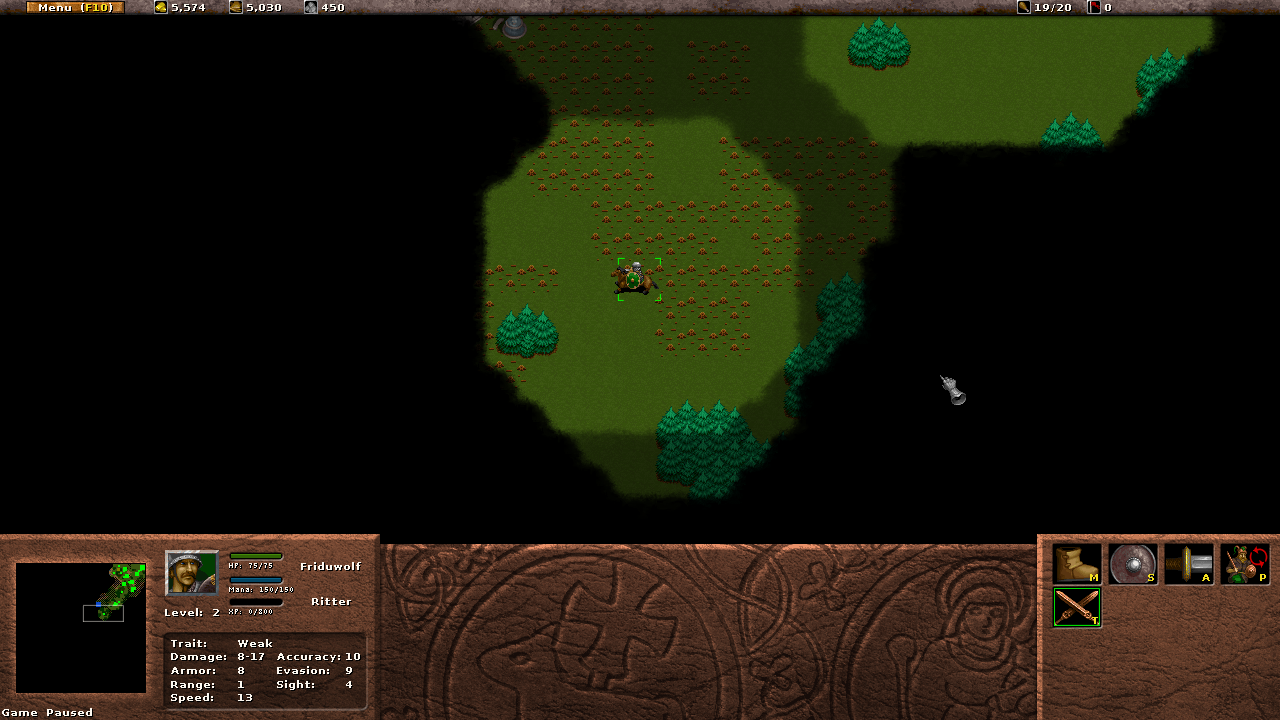 Menu (F10) 5,574 5,030 450 19/20 0
HP: 75/75
Mana: 150/150
XP: 0/800
Friduwolf
Ritter
Level: 2
Trait: Weak
Damage: 8-17 Accuracy: 10
Armor: 8 Evasion: 9
Range: 1 Sight: 4
Speed: 13
M S A P
T
Game Paused